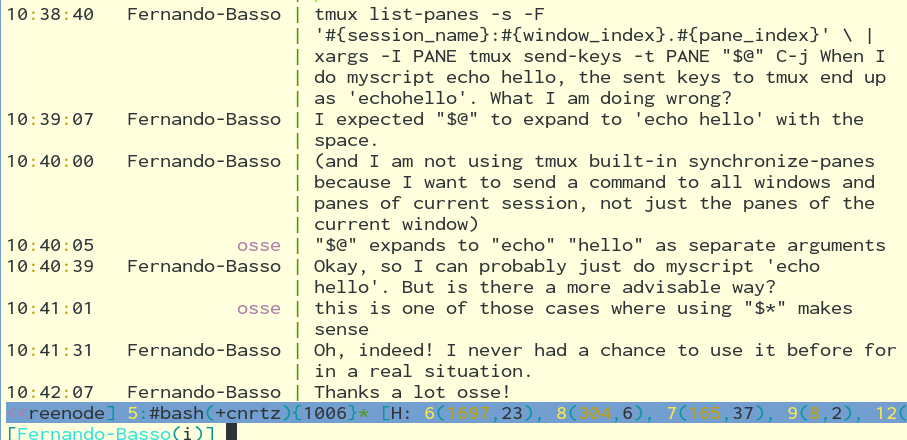 10:38:40 Fernando-Basso | tmux list-panes -s -F
| '#{session_name}:#{window_index}.#{pane_index}' \ |
| xargs -I PANE tmux send-keys -t PANE "$@" C-j When I
| do myscript echo hello, the sent keys to tmux end up
| as 'echohello'. What I am doing wrong?
10:39:07 Fernando-Basso | I expected "$@" to expand to 'echo hello' with the
| space.
10:40:00 Fernando-Basso | (and I am not using tmux built-in synchronize-panes
| because I want to send a command to all windows and
| panes of current session, not just the panes of the
| current window)
10:40:05 osse | "$@" expands to "echo" "hello" as separate arguments
10:40:39 Fernando-Basso | Okay, so I can probably just do myscript 'echo
| hello'. But is there a more advisable way?
10:41:01 osse | this is one of those cases where using "$*" makes
| sense
10:41:31 Fernando-Basso | Oh, indeed! I never had a chance to use it before for
| in a real situation.
10:42:07 Fernando-Basso | Thanks a lot osse!
<<reenode] 5:#bash(+cnrtz){1006}* [H: 6(1697,23), 8(304,6), 7(168,37), 9(8,2), 12(
[Fernando-Basso(i)]